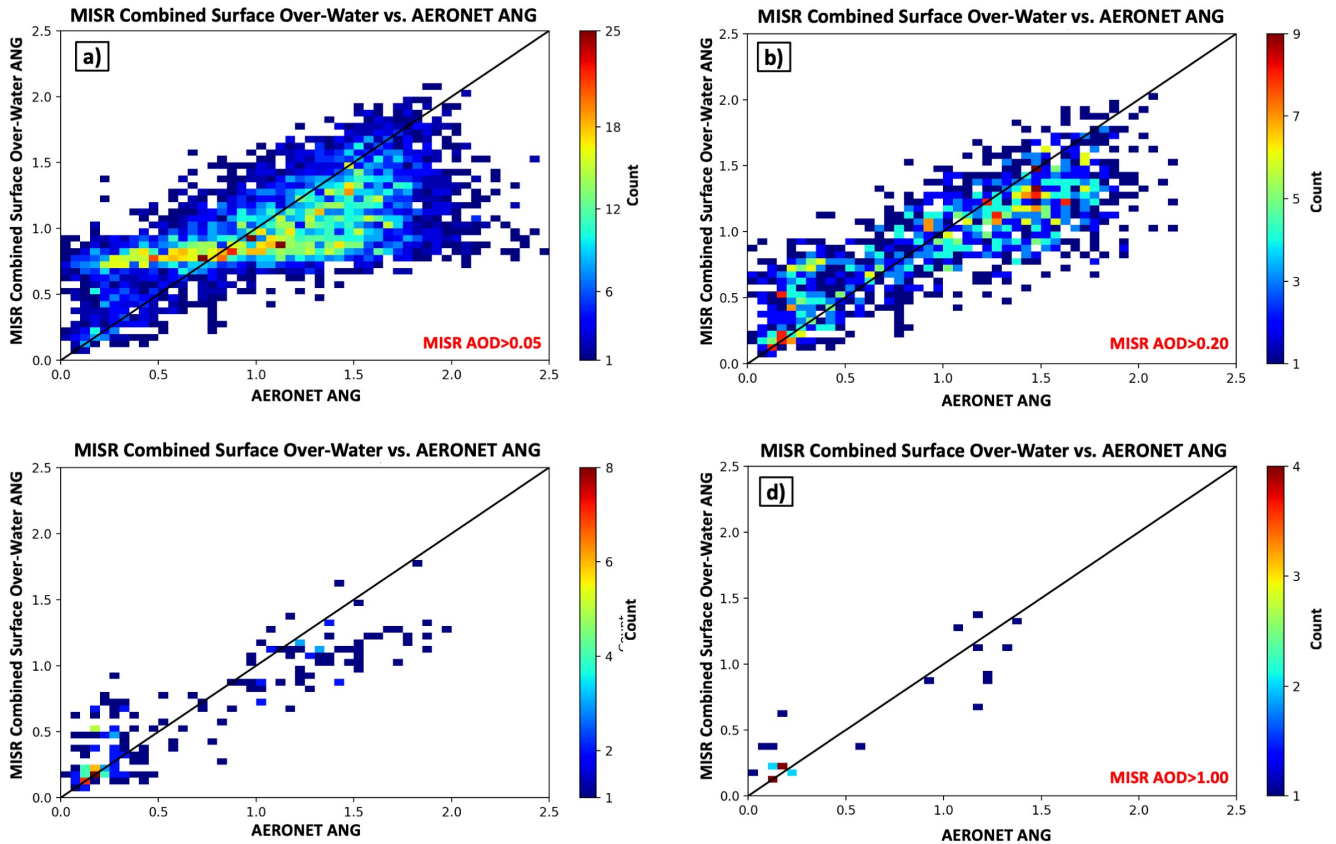 MISR Combined Surface Over-Water vs. AERONET ANG
a)
MISR Combined Surface Over-Water ANG
2.5
2.0
1.5
1.0
0.5
0.0
0.0 0.5 1.0 1.5 2.0 2.5
AERONET ANG
MISR AOD>0.05
25
18
12
6
1
Count
MISR Combined Surface Over-Water vs. AERONET ANG
b)
MISR Combined Surface Over-Water ANG
2.5
2.0
1.5
1.0
0.5
0.0
0.0 0.5 1.0 1.5 2.0 2.5
AERONET ANG
MISR AOD>0.20
9
7
5
3
1
Count
MISR Combined Surface Over-Water vs. AERONET ANG
MISR Combined Surface Over-Water ANG
2.5
2.0
1.5
1.0
0.5
0.0
0.0 0.5 1.0 1.5 2.0 2.5
AERONET ANG
8
6
4
2
1
Count
MISR Combined Surface Over-Water vs. AERONET ANG
d)
MISR Combined Surface Over-Water ANG
2.5
2.0
1.5
1.0
0.5
0.0
0.0 0.5 1.0 1.5 2.0 2.5
AERONET ANG
MISR AOD>1.00
4
3
2
1
Count